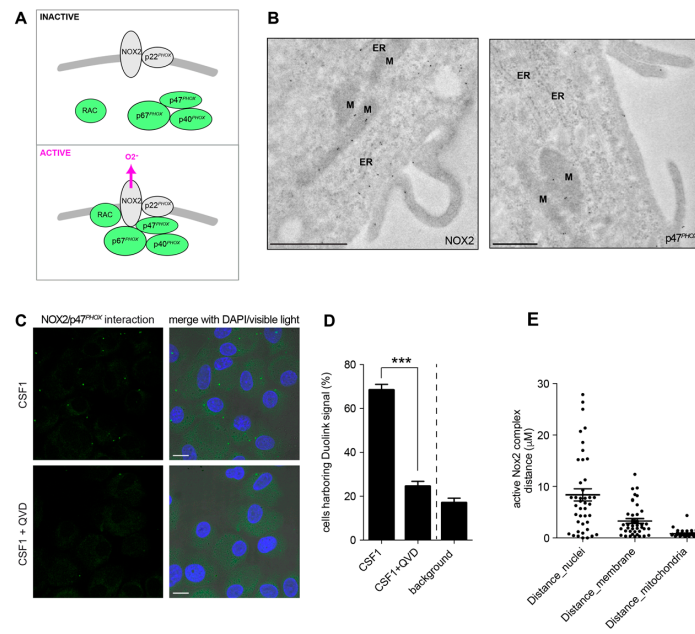 A
INACTIVE
NOX2
p22PHOX
RAC
p47PHOX
p67PHOX
p40PHOX
ACTIVE
O2•
NOX2
p22PHOX
RAC
p47PHOX
p67PHOX
p40PHOX
B
ER
M
M
M
ER
NOX2
ER
ER
M
M
p47PHOX
C
NOX2/p47PHOX interaction
merge with DAPI/visible light
CSF1
CSF1 + QVD
D
cells harboring Duolink signal (%)
80
60
40
20
0
***
CSF1
CSF1+QVD
background
E
active Nox2 complex
distance (μM)
30
20
10
0
Distance_nuclei
Distance_membrane
Distance_mitochondria